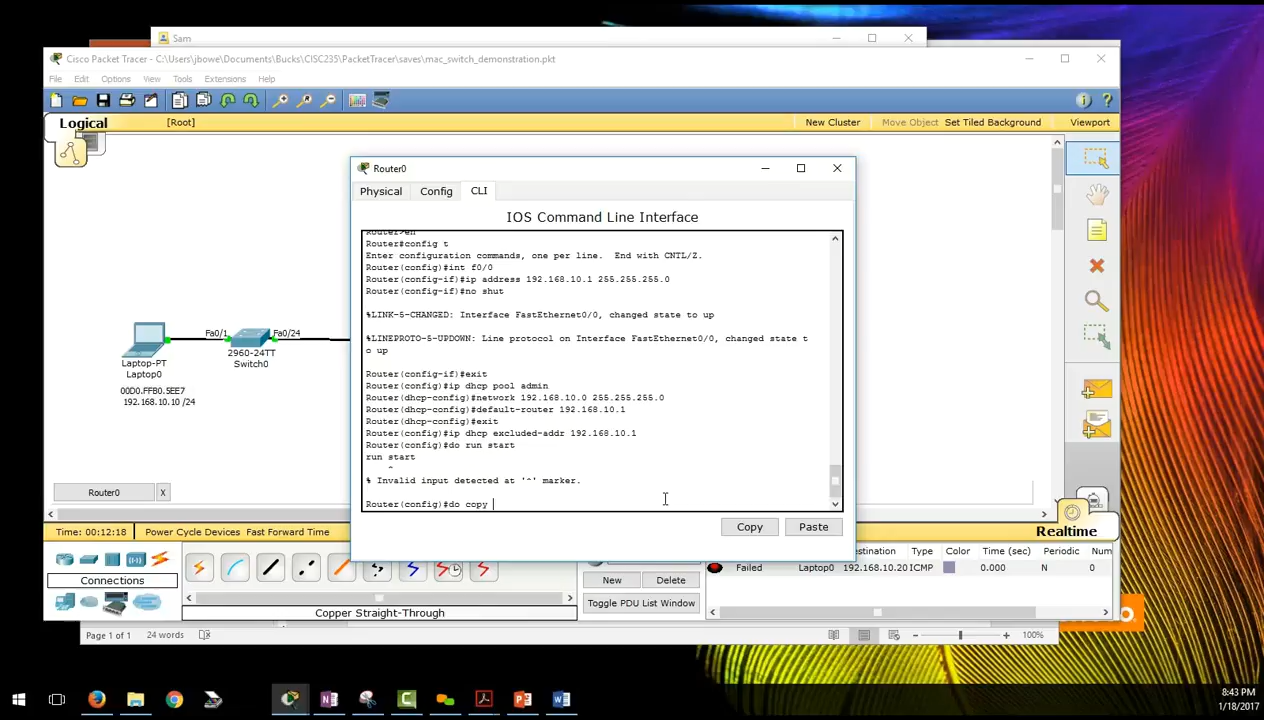 Sam
Cisco Packet Tracer - C:\Users\jbowe\Documents\Bucks\CISC235\PacketTracer\saves\mac_switch_demonstration.pkt
File Edit Options View Tools Extensions Help
Logical [Root] New Cluster Move Object Set Tiled Background Viewport
Router0
Physical Config CLI
IOS Command Line Interface
Router>en
Router#config t
Enter configuration commands, one per line. End with CNTL/Z.
Router(config)#int f0/0
Router(config-if)#ip address 192.168.10.1 255.255.255.0
Router(config-if)#no shut
%LINK-5-CHANGED: Interface FastEthernet0/0, changed state to up
%LINEPROTO-5-UPDOWN: Line protocol on Interface FastEthernet0/0, changed state t
o up
Router(config-if)#exit
Router(config)#ip dhcp pool admin
Router(dhcp-config)#network 192.168.10.0 255.255.255.0
Router(dhcp-config)#default-router 192.168.10.1
Router(dhcp-config)#exit
Router(config)#ip dhcp excluded-addr 192.168.10.1
Router(config)#do run start
run start
^
% Invalid input detected at '^' marker.
Router(config)#do copy
Copy Paste
Fa0/1 Fa0/24
Laptop-PT
Laptop0
2960-24TT
Switch0
00D0.FFB0.5EE7
192.168.10.10 /24
Router0 X
Time: 00:12:18 Power Cycle Devices Fast Forward Time Realtime
Connections
Copper Straight-Through
New Delete
Toggle PDU List Window
estination Type Color Time (sec) Periodic Num
Failed Laptop0 192.168.10.20 ICMP 0.000 N 0
Page 1 of 1 24 words 100%
8:43 PM
1/18/2017